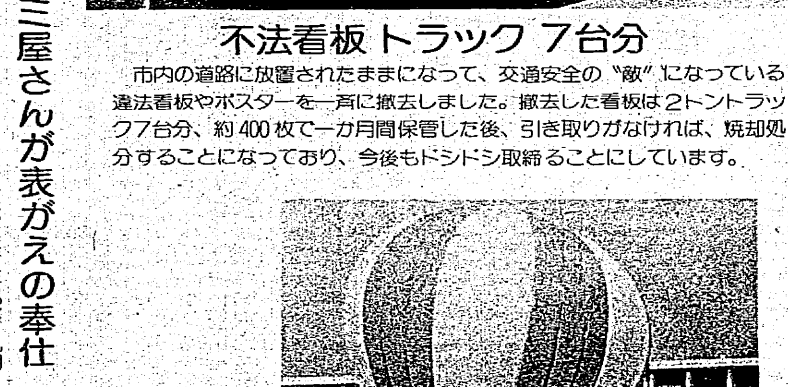 不法看板トラック7台分
市内の道路に放置されたままになって、交通安全の〝敵〟になっている
違法看板やポスターを一斉に撤去しました。撤去した看板は2トントラッ
ク7台分、約400枚で一か月間保管した後、引き取りがなければ、焼却処
分することになっており、今後もドシドシ取締ることにしています。
屋さんが表がえの奉仕